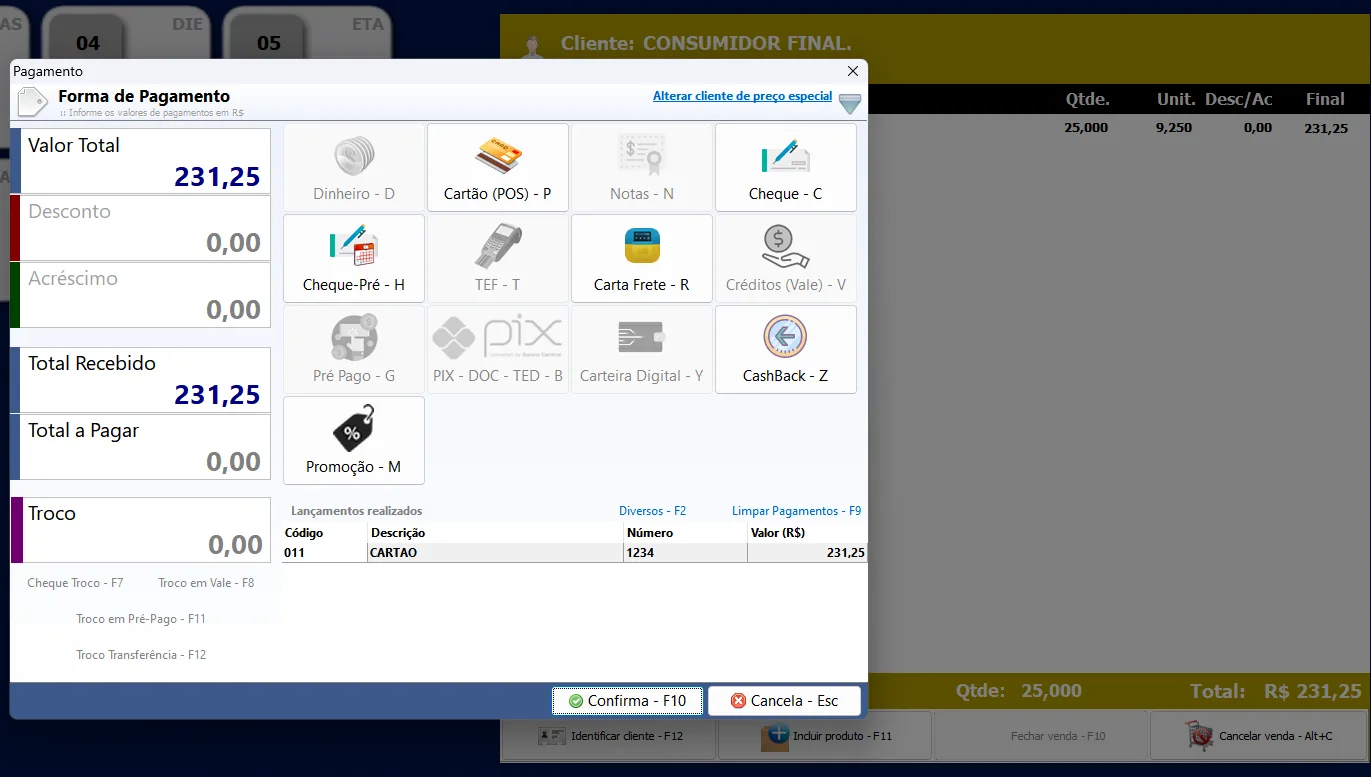 AS
04
DIE
05
ETA
Cliente: CONSUMIDOR FINAL.
Qtde. Unit. Desc/Ac Final
25,000 9,250 0,00 231,25
Pagamento
Forma de Pagamento
:: Informe os valores de pagamentos em R$
Alterar cliente de preço especial
Valor Total
231,25
Desconto
0,00
Acréscimo
0,00
Total Recebido
231,25
Total a Pagar
0,00
Troco
0,00
Cheque Troco - F7 Troco em Vale - F8
Troco em Pré-Pago - F11
Troco Transferência - F12
Dinheiro - D
Cartão (POS) - P
Notas - N
Cheque - C
Cheque-Pré - H
TEF - T
Carta Frete - R
Créditos (Vale) - V
Pré Pago - G
pix
PIX - DOC - TED - B
Carteira Digital - Y
CashBack - Z
Promoção - M
Lançamentos realizados Diversos - F2 Limpar Pagamentos - F9
Código Descrição Número Valor (R$)
011 CARTAO 1234 231,25
Confirma - F10
Cancela - Esc
Qtde: 25,000 Total: R$ 231,25
Identificar cliente - F12
Incluir produto - F11
Fechar venda - F10
Cancelar venda - Alt+C